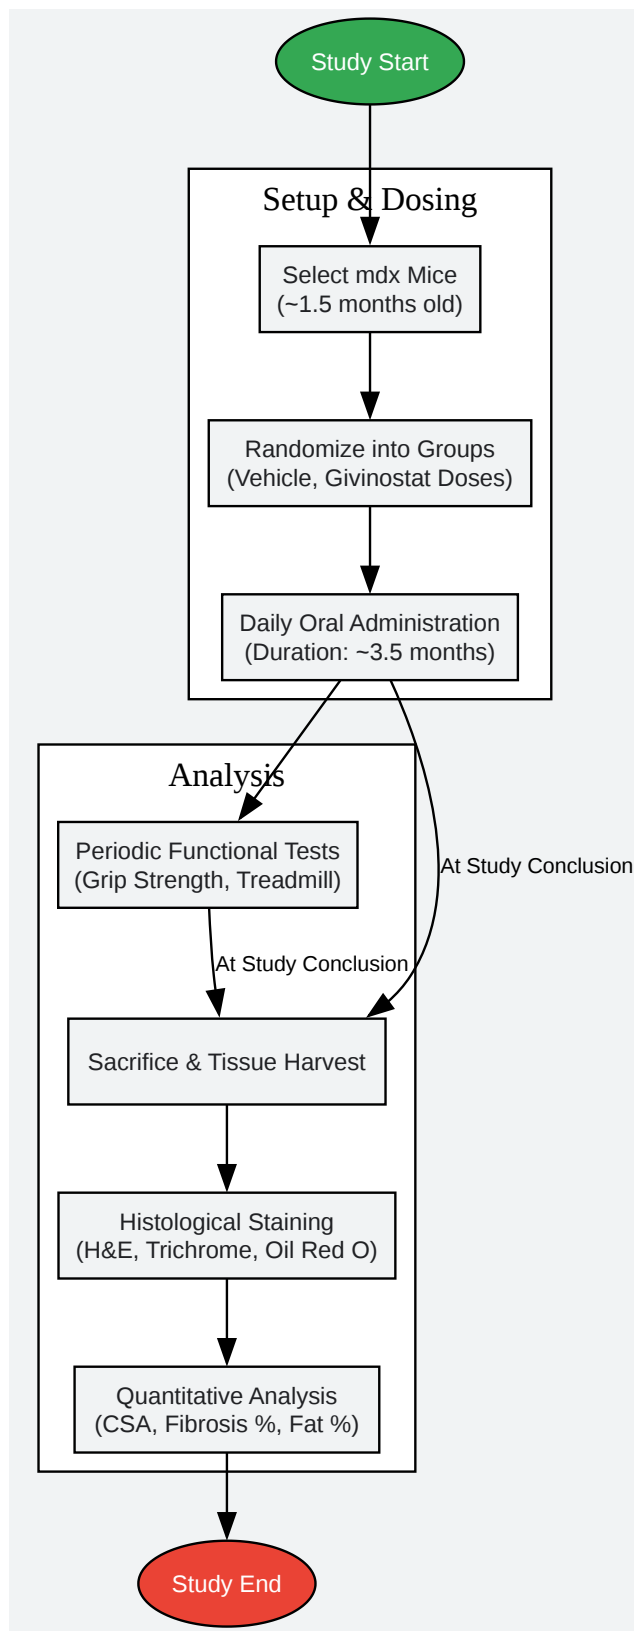 Study Start
Setup & Dosing
Select mdx Mice
(~1.5 months old)
Randomize into Groups
(Vehicle, Givinostat Doses)
Daily Oral Administration
(Duration: ~3.5 months)
Analysis
Periodic Functional Tests
(Grip Strength, Treadmill)
At Study Conclusion
At Study Conclusion
Sacrifice & Tissue Harvest
Histological Staining
(H&E, Trichrome, Oil Red O)
Quantitative Analysis
(CSA, Fibrosis %, Fat %)
Study End